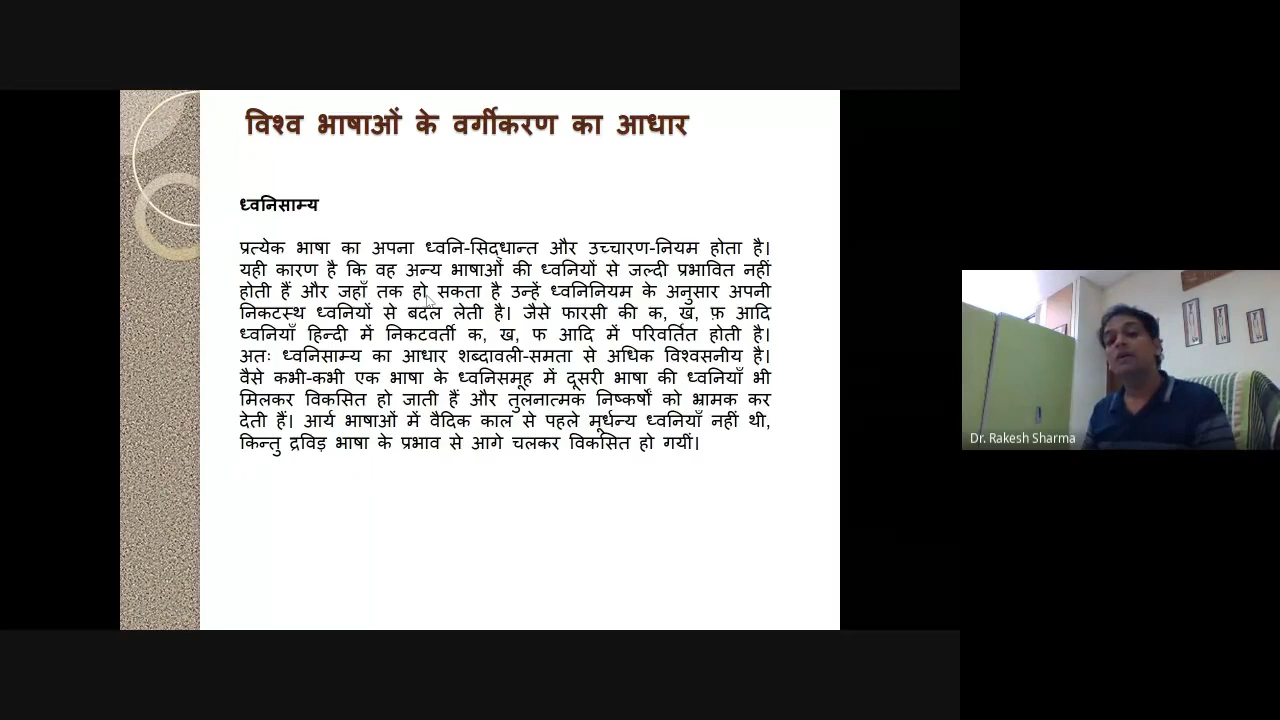 विश्व भाषाओं के वर्गीकरण का आधार
ध्वनिसाम्य
प्रत्येक भाषा का अपना ध्वनि-सिद्धान्त और उच्चारण-नियम होता है।
यही कारण है कि वह अन्य भाषाओं की ध्वनियों से जल्दी प्रभावित नहीं
होती हैं और जहाँ तक हो सकता है उन्हें ध्वनिनियम के अनुसार अपनी
निकटस्थ ध्वनियों से बदल लेती है। जैसे फारसी की क, ख़, फ़ आदि
ध्वनियाँ हिन्दी में निकटवर्ती क, ख, फ आदि में परिवर्तित होती है।
अतः ध्वनिसाम्य का आधार शब्दावली-समता से अधिक विश्वसनीय है।
वैसे कभी-कभी एक भाषा के ध्वनिसमूह में दूसरी भाषा की ध्वनियाँ भी
मिलकर विकसित हो जाती हैं और तुलनात्मक निष्कर्षों को भ्रामक कर
देती हैं। आर्य भाषाओं में वैदिक काल से पहले मूर्धन्य ध्वनियाँ नहीं थी,
किन्तु द्रविड़ भाषा के प्रभाव से आगे चलकर विकसित हो गयीं।
Dr. Rakesh Sharma